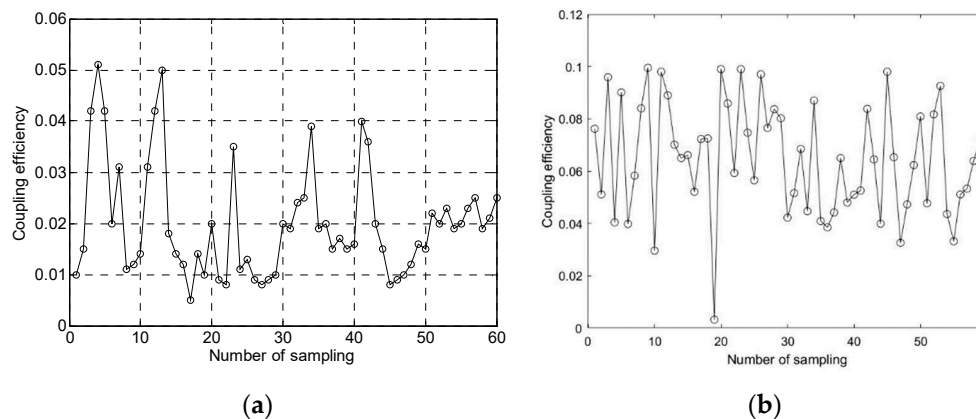 0.06
0.05
0.04
0.03
0.02
0.01
0
Coupling efficiency
0 10 20 30 40 50 60
Number of sampling
(a)
0.12
0.1
0.08
0.06
0.04
0.02
0
Coupling efficiency
0 10 20 30 40 50
Number of sampling
(b)